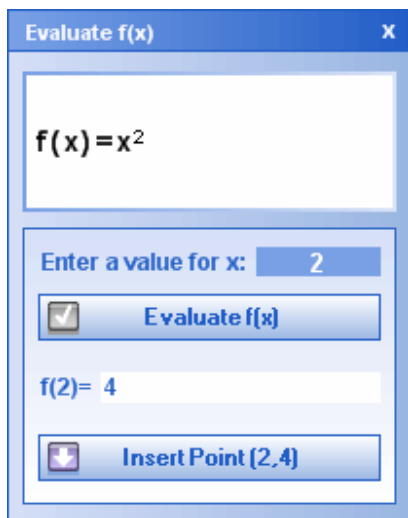 Evaluate f(x) x
f(x)=x²
Enter a value for x: 2
Evaluate f(x)
f(2)= 4
Insert Point (2,4)